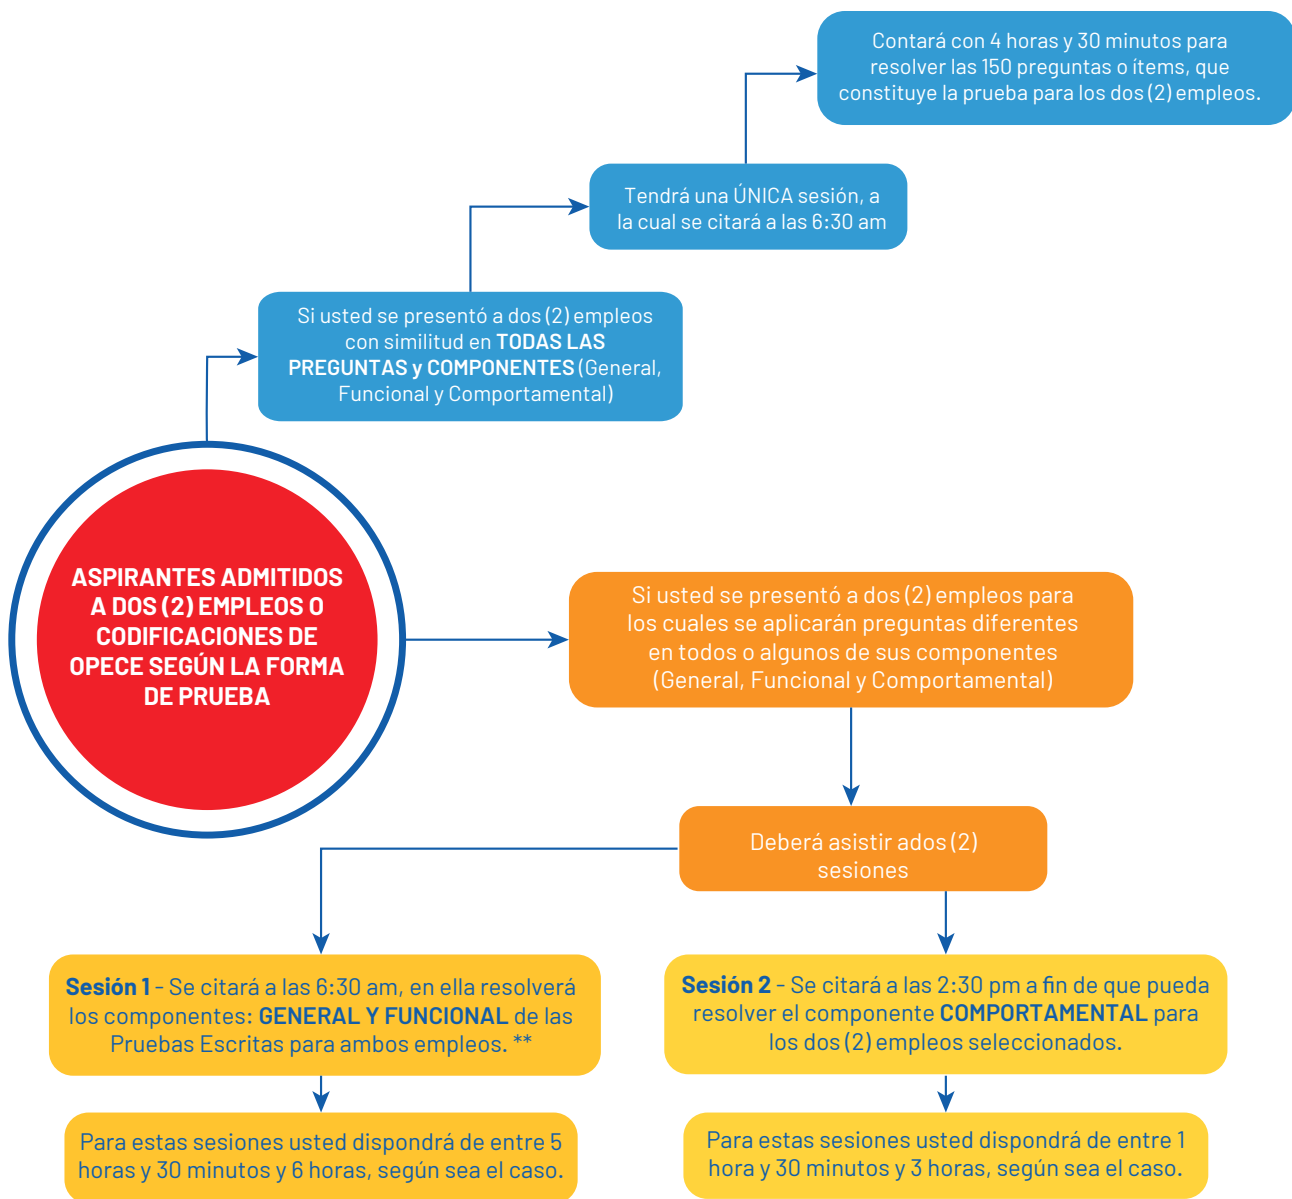 Contará con 4 horas y 30 minutos para
resolver las 150 preguntas o ítems, que
constituye la prueba para los dos (2) empleos.
Tendrá una ÚNICA sesión, a
la cual se citará a las 6:30 am
Si usted se presentó a dos (2) empleos
con similitud en TODAS LAS
PREGUNTAS y COMPONENTES (General,
Funcional y Comportamental)
ASPIRANTES ADMITIDOS
A DOS (2) EMPLEOS O
CODIFICACIONES DE
OPECE SEGÚN LA FORMA
DE PRUEBA
Si usted se presentó a dos (2) empleos para
los cuales se aplicarán preguntas diferentes
en todos o algunos de sus componentes
(General, Funcional y Comportamental)
Deberá asistir ados (2)
sesiones
Sesión 1 - Se citará a las 6:30 am, en ella resolverá
los componentes: GENERAL Y FUNCIONAL de las
Pruebas Escritas para ambos empleos. **
Para estas sesiones usted dispondrá de entre 5
horas y 30 minutos y 6 horas, según sea el caso.
Sesión 2 - Se citará a las 2:30 pm a fin de que pueda
resolver el componente COMPORTAMENTAL para
los dos (2) empleos seleccionados.
Para estas sesiones usted dispondrá de entre 1
hora y 30 minutos y 3 horas, según sea el caso.